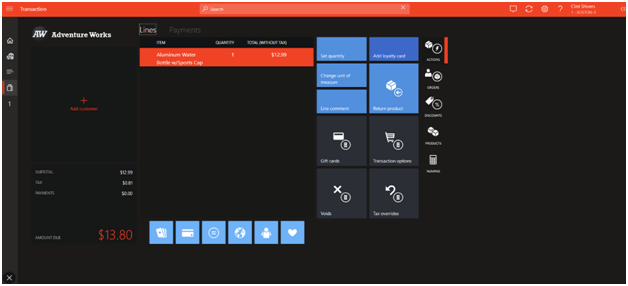 Transaction
Search
Clint Shivers
AW Adventure Works
Lines Payments
ITEM QUANTITY TOTAL (WITHOUT TAX)
Aluminum Water 1 $12.99
Bottle w/Sports Cap
Add customer
SUBTOTAL $12.99
TAX $0.81
PAYMENTS $0.00
AMOUNT DUE $13.80
Set quantity
Add loyalty card
Change unit of
measure
Line comment
Return product
Gift cards
Transaction options
Voids
Tax overrides
ACTIONS
ORDERS
DISCOUNTS
PRODUCTS
NUMPAD
1